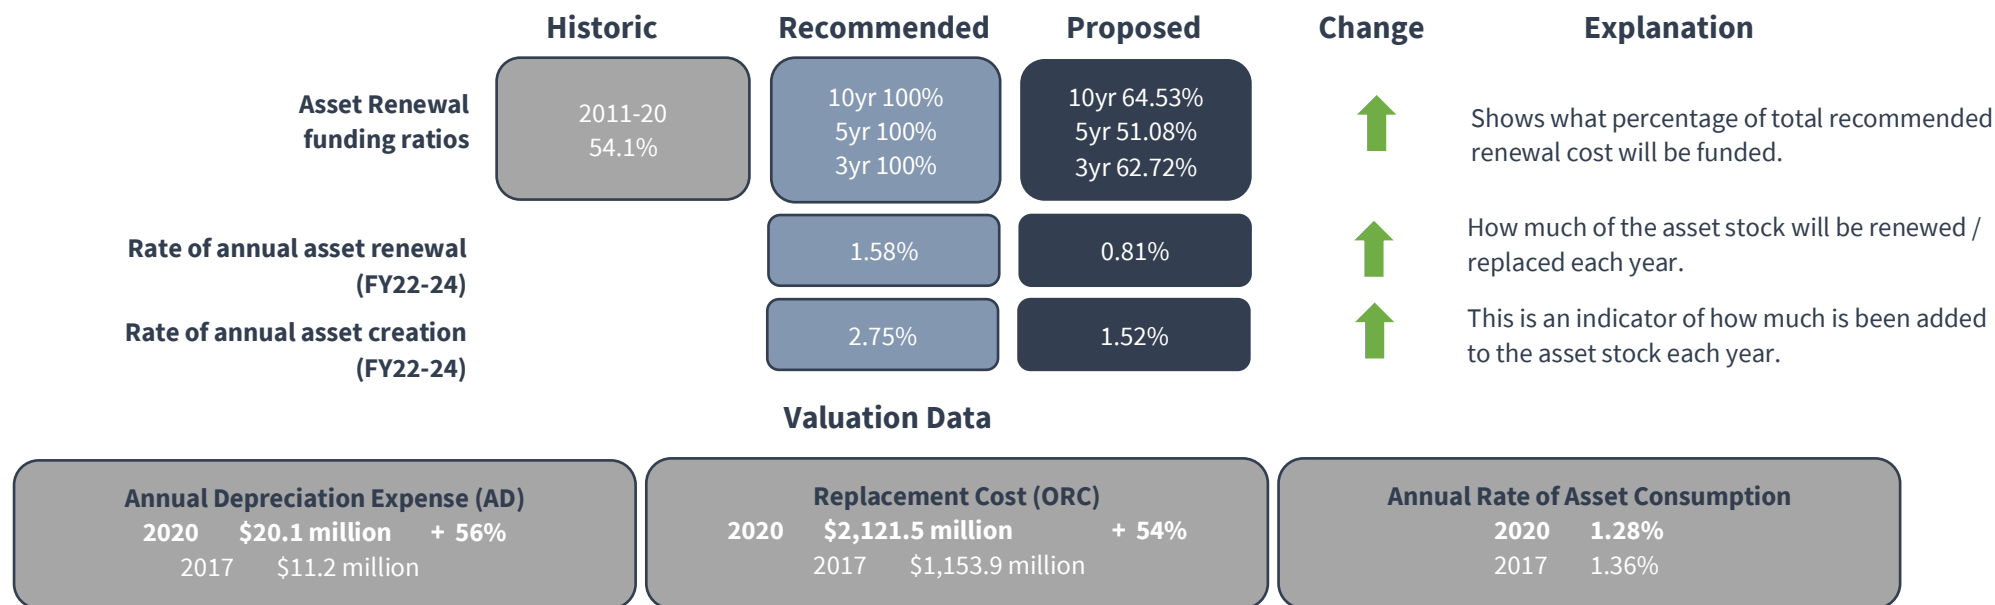 Historic Recommended Proposed Change Explanation
Asset Renewal
funding ratios
2011-20
54.1%
10yr 100%
5yr 100%
3yr 100%
10yr 64.53%
5yr 51.08%
3yr 62.72%
Shows what percentage of total recommended
renewal cost will be funded.
Rate of annual asset renewal
(FY22-24)
1.58%
0.81%
How much of the asset stock will be renewed /
replaced each year.
Rate of annual asset creation
(FY22-24)
2.75%
1.52%
This is an indicator of how much is been added
to the asset stock each year.
Valuation Data
Annual Depreciation Expense (AD)
2020 $20.1 million + 56%
2017 $11.2 million
Replacement Cost (ORC)
2020 $2,121.5 million + 54%
2017 $1,153.9 million
Annual Rate of Asset Consumption
2020 1.28%
2017 1.36%